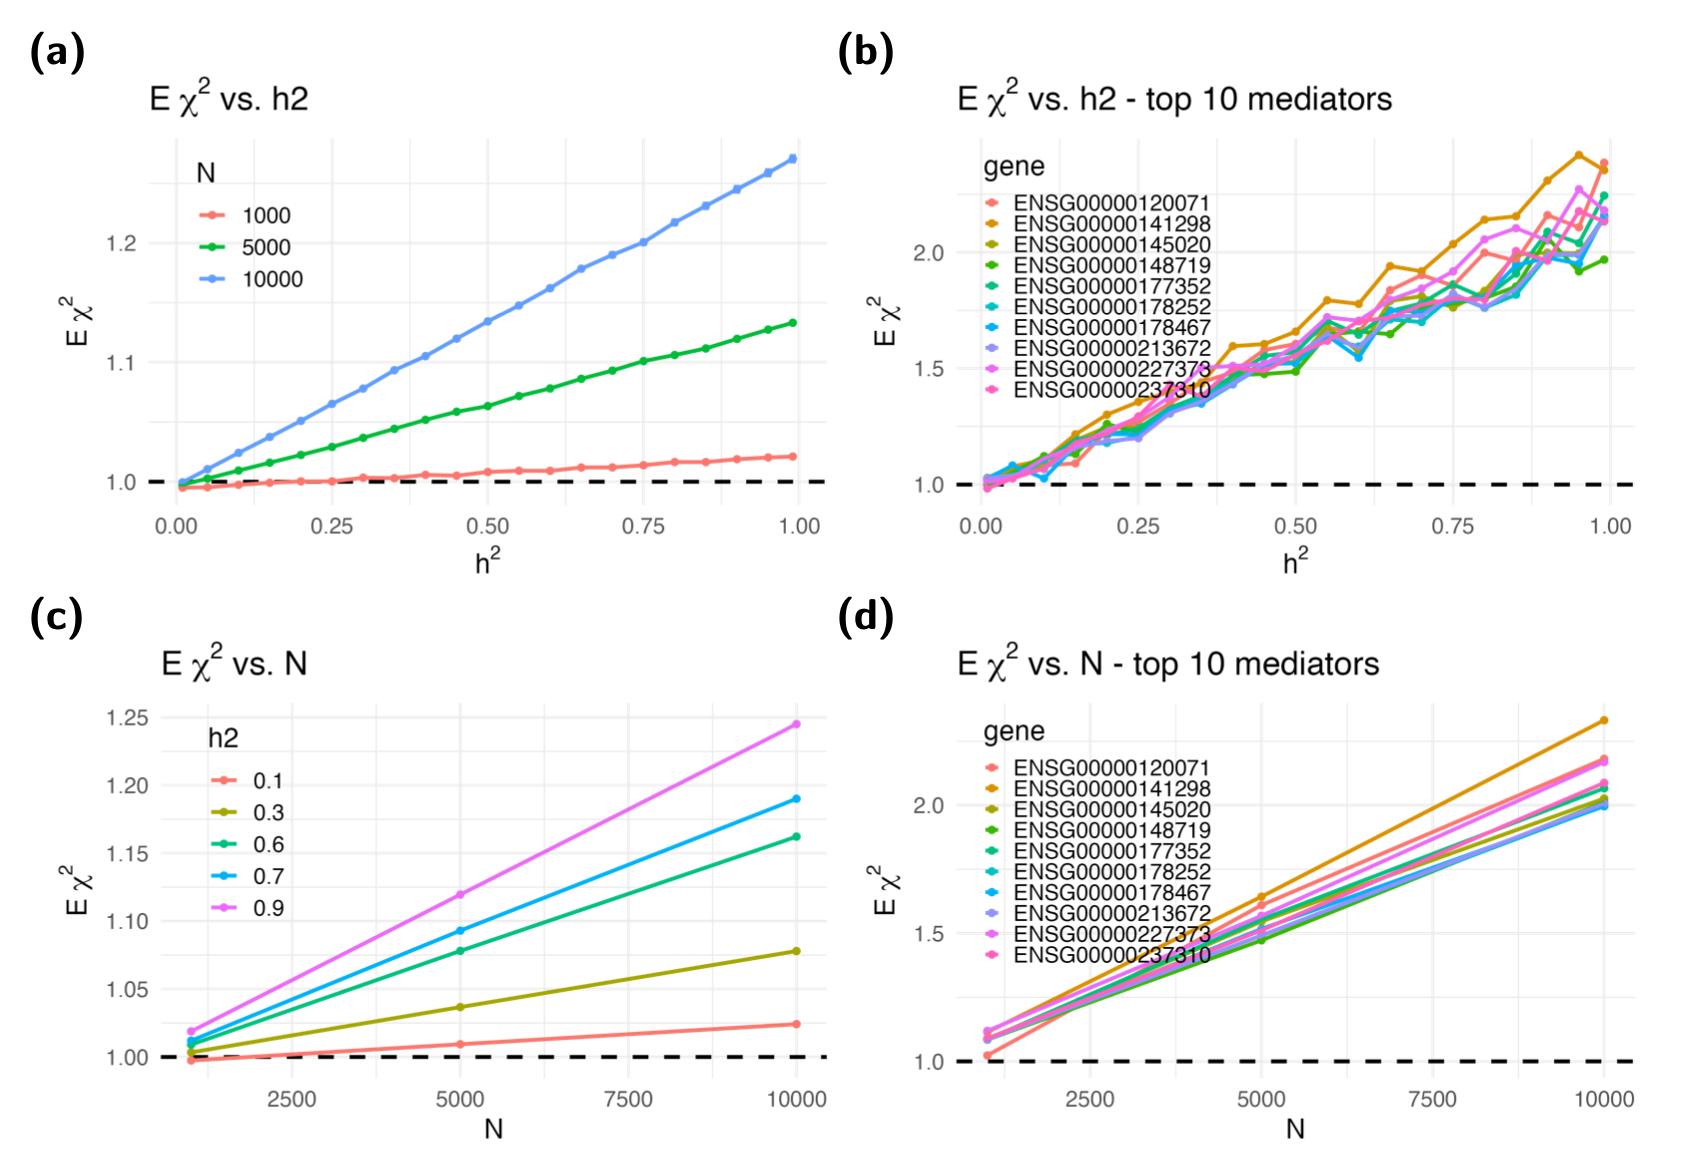 (a)
E χ² vs. h2
N
1000
5000
10000
E χ²
1.2
1.1
1.0
0.00 0.25 0.50 0.75 1.00
h²
(b)
E χ² vs. h2 - top 10 mediators
gene
ENSG00000120071
ENSG00000141298
ENSG00000145020
ENSG00000148719
ENSG00000177352
ENSG00000178252
ENSG00000178467
ENSG00000213672
ENSG00000227373
ENSG00000237310
E χ²
2.0
1.5
1.0
0.00 0.25 0.50 0.75 1.00
h²
(c)
E χ² vs. N
h2
0.1
0.3
0.6
0.7
0.9
E χ²
1.25
1.20
1.15
1.10
1.05
1.00
2500 5000 7500 10000
N
(d)
E χ² vs. N - top 10 mediators
gene
ENSG00000120071
ENSG00000141298
ENSG00000145020
ENSG00000148719
ENSG00000177352
ENSG00000178252
ENSG00000178467
ENSG00000213672
ENSG00000227373
ENSG00000237310
E χ²
2.0
1.5
1.0
2500 5000 7500 10000
N